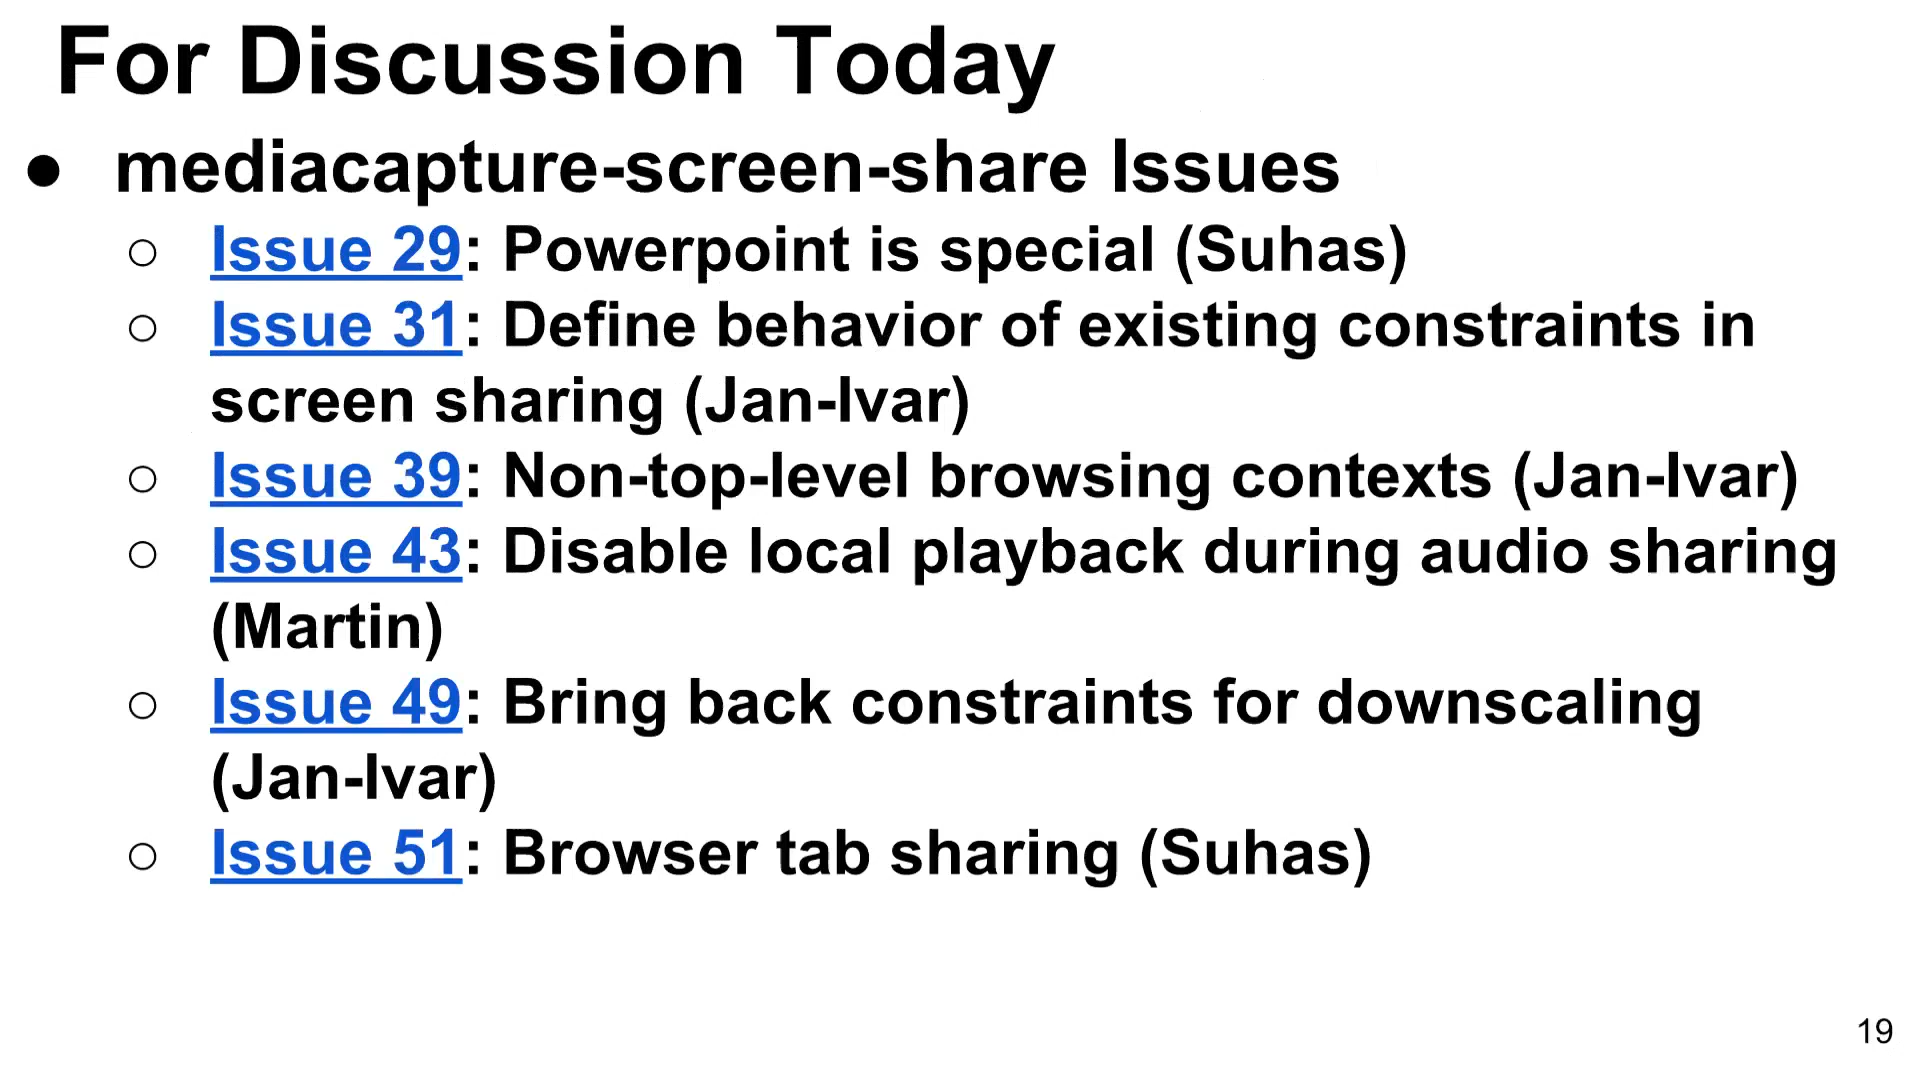 For Discussion Today
● mediacapture-screen-share Issues
○ Issue 29: Powerpoint is special (Suhas)
○ Issue 31: Define behavior of existing constraints in
screen sharing (Jan-Ivar)
○ Issue 39: Non-top-level browsing contexts (Jan-Ivar)
○ Issue 43: Disable local playback during audio sharing
(Martin)
○ Issue 49: Bring back constraints for downscaling
(Jan-Ivar)
○ Issue 51: Browser tab sharing (Suhas)
19